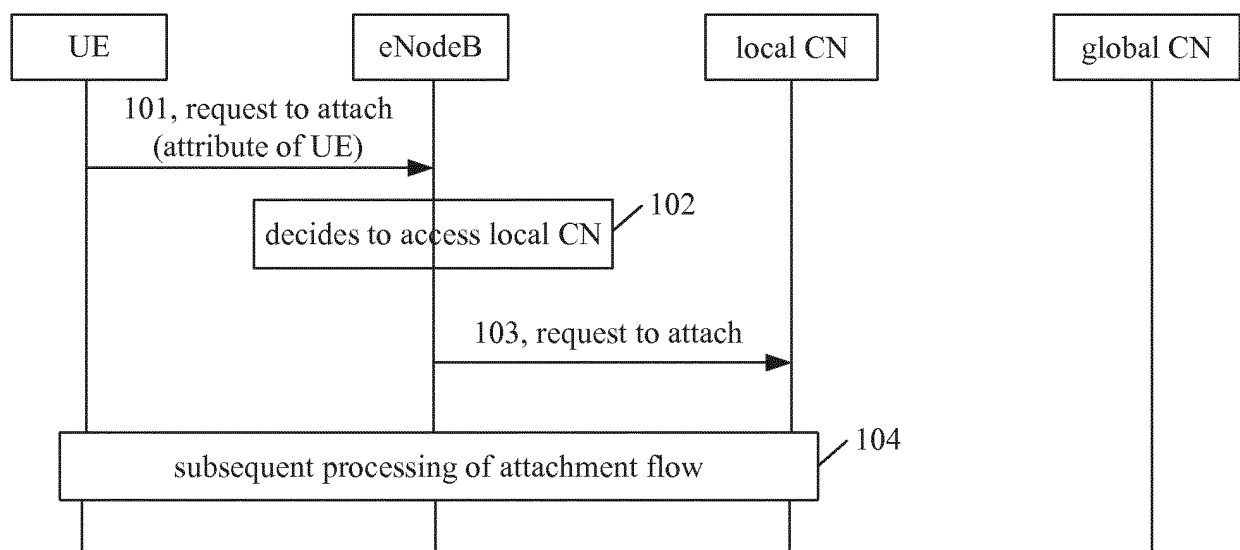 UE
eNodeB
local CN
global CN
101, request to attach
(attribute of UE)
102
decides to access local CN
103, request to attach
104
subsequent processing of attachment flow